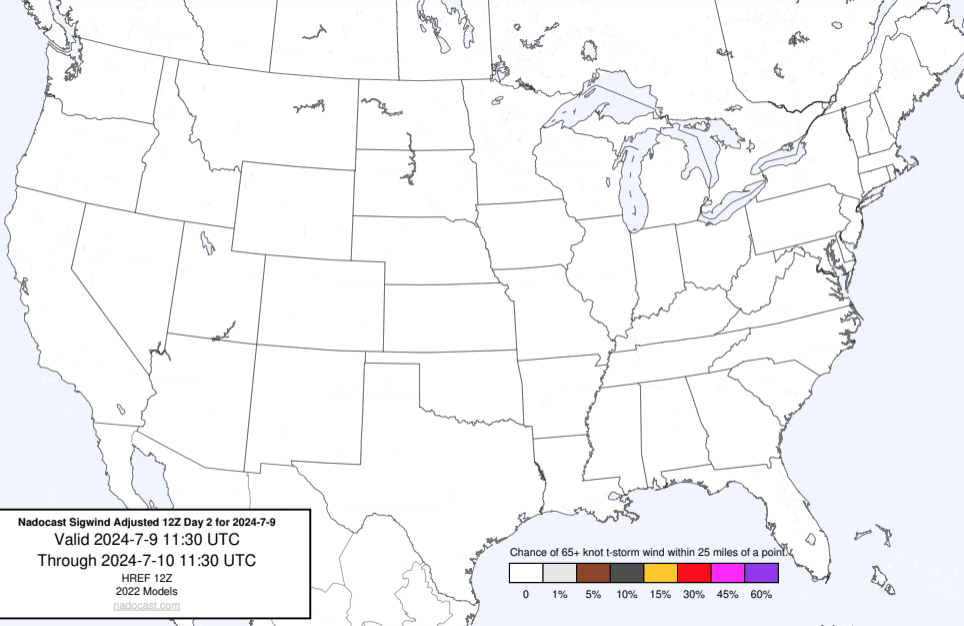 Nadocast Sigwind Adjusted 12Z Day 2 for 2024-7-9
Valid 2024-7-9 11:30 UTC
Through 2024-7-10 11:30 UTC
HREF 12Z
2022 Models
nadocast.com
Chance of 65+ knot t-storm wind within 25 miles of a point.
0 1% 5% 10% 15% 30% 45% 60%